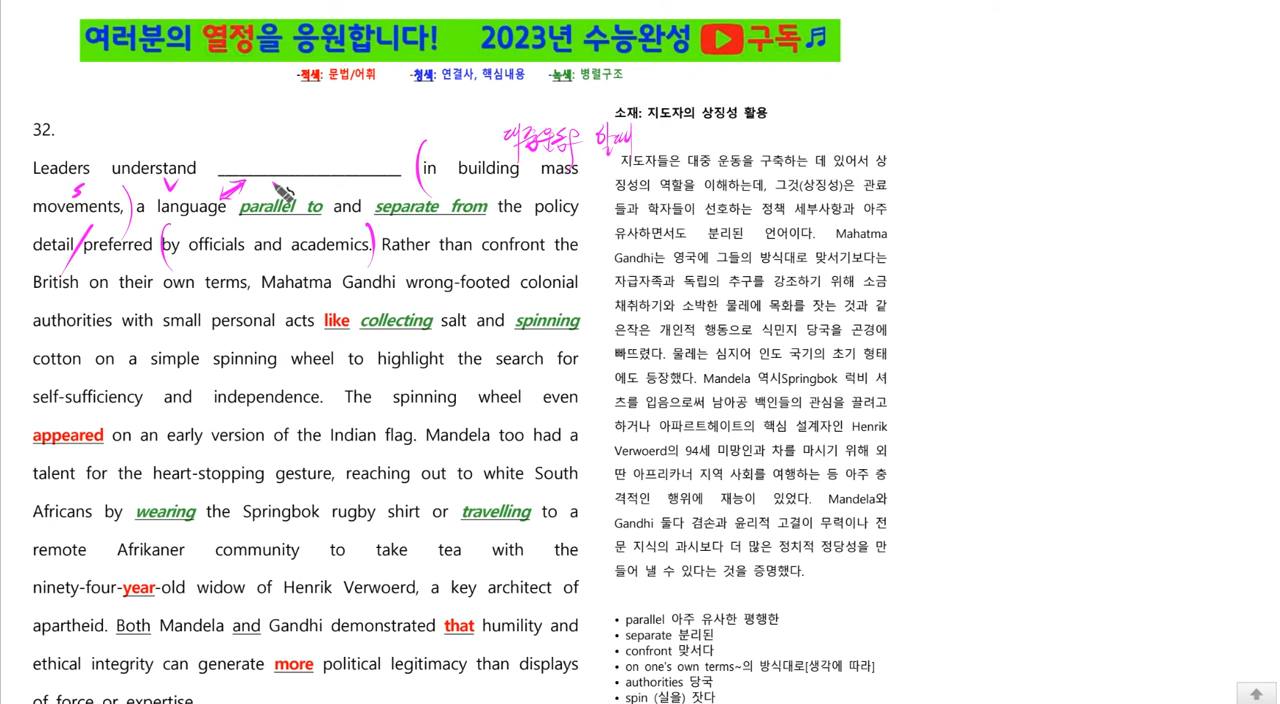 여러분의 열정을 응원합니다! 2023년 수능완성 구독♬
-적색: 문법/어휘 -청색: 연결사, 핵심내용 -녹색: 병렬구조
32.
대중운동 할때
Leaders understand ____________________ in building mass
s v
movements, a language parallel to and separate from the policy
detail preferred by officials and academics. Rather than confront the
British on their own terms, Mahatma Gandhi wrong-footed colonial
authorities with small personal acts like collecting salt and spinning
cotton on a simple spinning wheel to highlight the search for
self-sufficiency and independence. The spinning wheel even
appeared on an early version of the Indian flag. Mandela too had a
talent for the heart-stopping gesture, reaching out to white South
Africans by wearing the Springbok rugby shirt or travelling to a
remote Afrikaner community to take tea with the
ninety-four-year-old widow of Henrik Verwoerd, a key architect of
apartheid. Both Mandela and Gandhi demonstrated that humility and
ethical integrity can generate more political legitimacy than displays
of force or expertise.
소재: 지도자의 상징성 활용
지도자들은 대중 운동을 구축하는 데 있어서 상
징성의 역할을 이해하는데, 그것(상징성)은 관료
들과 학자들이 선호하는 정책 세부사항과 아주
유사하면서도 분리된 언어이다. Mahatma
Gandhi는 영국에 그들의 방식대로 맞서기보다는
자급자족과 독립의 추구를 강조하기 위해 소금
채취하기와 소박한 물레에 목화를 잣는 것과 같
은작은 개인적 행동으로 식민지 당국을 곤경에
빠뜨렸다. 물레는 심지어 인도 국기의 초기 형태
에도 등장했다. Mandela 역시Springbok 럭비 셔
츠를 입음으로써 남아공 백인들의 관심을 끌려고
하거나 아파르트헤이트의 핵심 설계자인 Henrik
Verwoerd의 94세 미망인과 차를 마시기 위해 외
딴 아프리카너 지역 사회를 여행하는 등 아주 충
격적인 행위에 재능이 있었다. Mandela와
Gandhi 둘다 겸손과 윤리적 고결이 무력이나 전
문 지식의 과시보다 더 많은 정치적 정당성을 만
들어 낼 수 있다는 것을 증명했다.
• parallel 아주 유사한 평행한
• separate 분리된
• confront 맞서다
• on one's own terms~의 방식대로[생각에 따라]
• authorities 당국
• spin (실을) 잣다